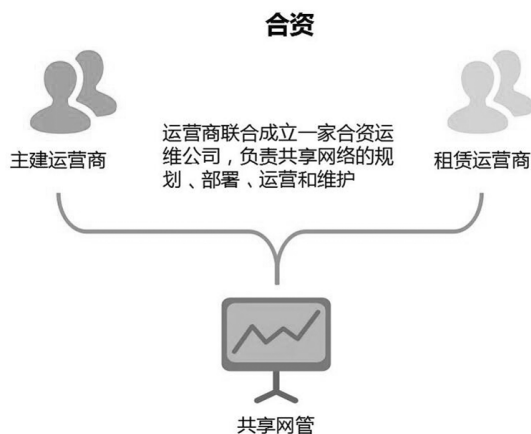 合资
主建运营商
运营商联合成立一家合资运
维公司，负责共享网络的规
划、部署、运营和维护
租赁运营商
共享网管